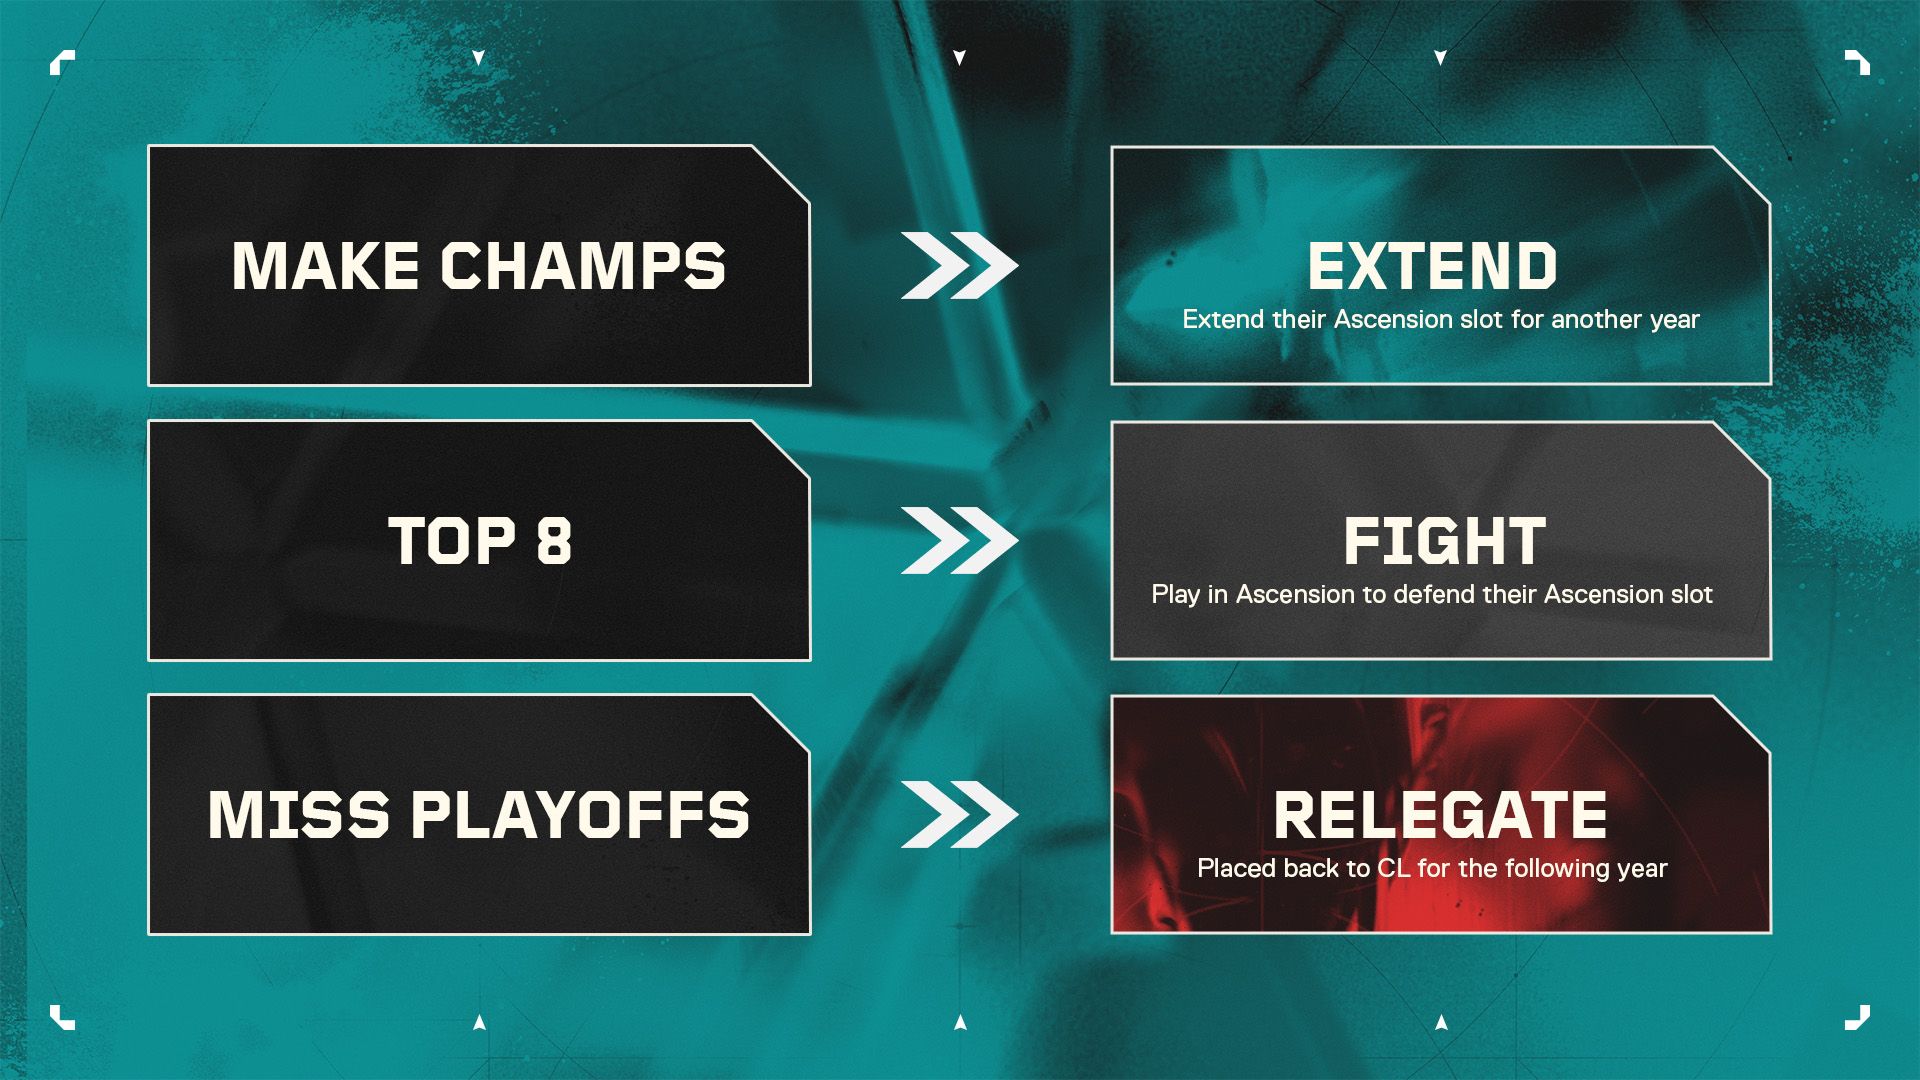 MAKE CHAMPS
EXTEND
Extend their Ascension slot for another year
TOP 8
FIGHT
Play in Ascension to defend their Ascension slot
MISS PLAYOFFS
RELEGATE
Placed back to CL for the following year